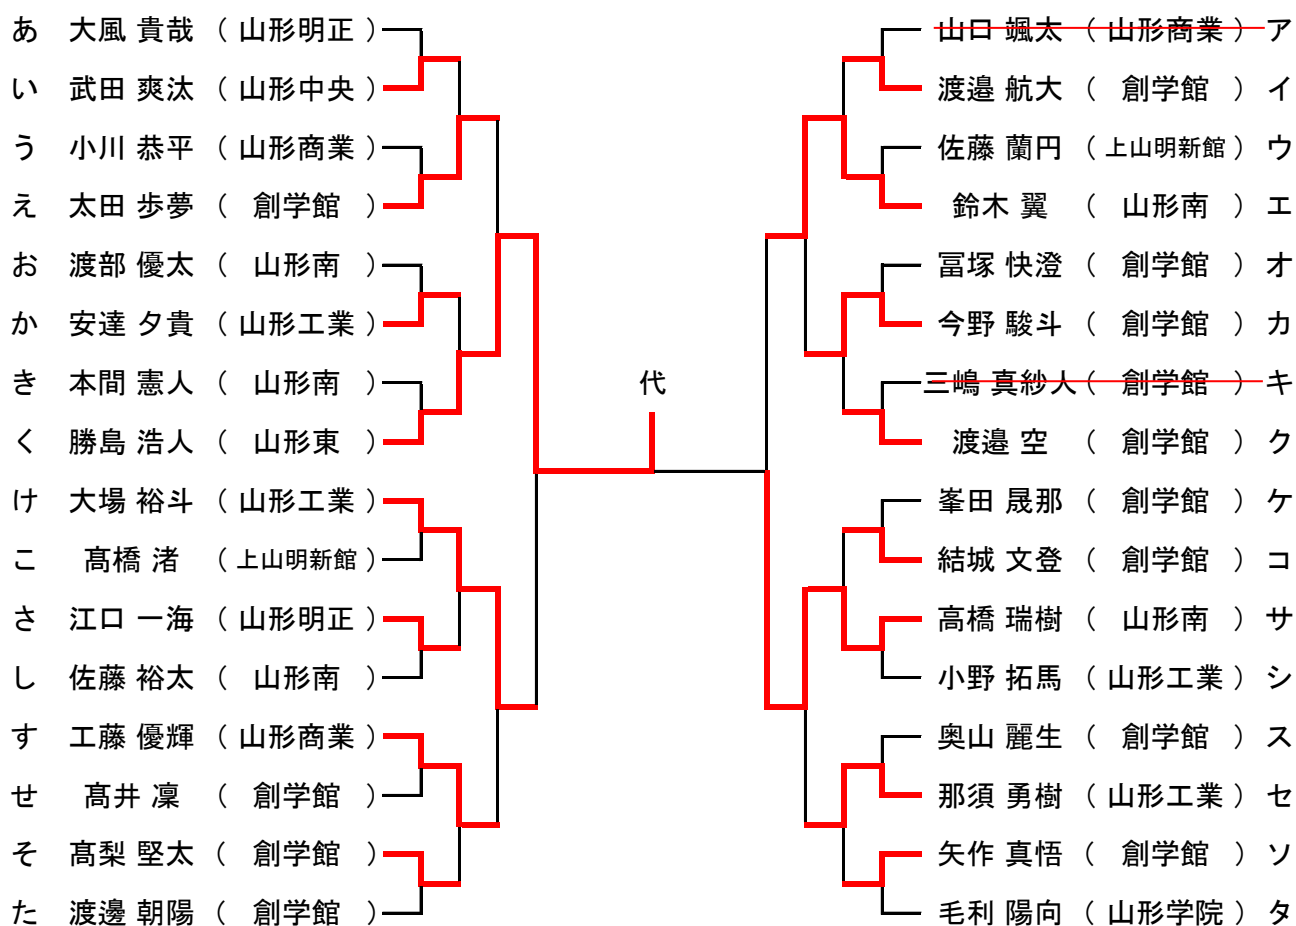 あ 大風 貴哉 ( 山形明正 )
い 武田 爽汰 ( 山形中央 )
う 小川 恭平 ( 山形商業 )
え 太田 歩夢 ( 創学館 )
お 渡部 優太 ( 山形南 )
か 安達 夕貴 ( 山形工業 )
き 本間 憲人 ( 山形南 )
く 勝島 浩人 ( 山形東 )
け 大場 裕斗 ( 山形工業 )
こ 髙橋 渚 ( 上山明新館 )
さ 江口 一海 ( 山形明正 )
し 佐藤 裕太 ( 山形南 )
す 工藤 優輝 ( 山形商業 )
せ 髙井 凜 ( 創学館 )
そ 髙梨 堅太 ( 創学館 )
た 渡邊 朝陽 ( 創学館 )
代
山口 颯太 ( 山形商業 ) ア
渡邉 航大 ( 創学館 ) イ
佐藤 蘭円 ( 上山明新館 ) ウ
鈴木 翼 ( 山形南 ) エ
冨塚 快澄 ( 創学館 ) オ
今野 駿斗 ( 創学館 ) カ
三嶋 真紗人 ( 創学館 ) キ
渡邉 空 ( 創学館 ) ク
峯田 晟那 ( 創学館 ) ケ
結城 文登 ( 創学館 ) コ
高橋 瑞樹 ( 山形南 ) サ
小野 拓馬 ( 山形工業 ) シ
奥山 麗生 ( 創学館 ) ス
那須 勇樹 ( 山形工業 ) セ
矢作 真悟 ( 創学館 ) ソ
毛利 陽向 ( 山形学院 ) タ